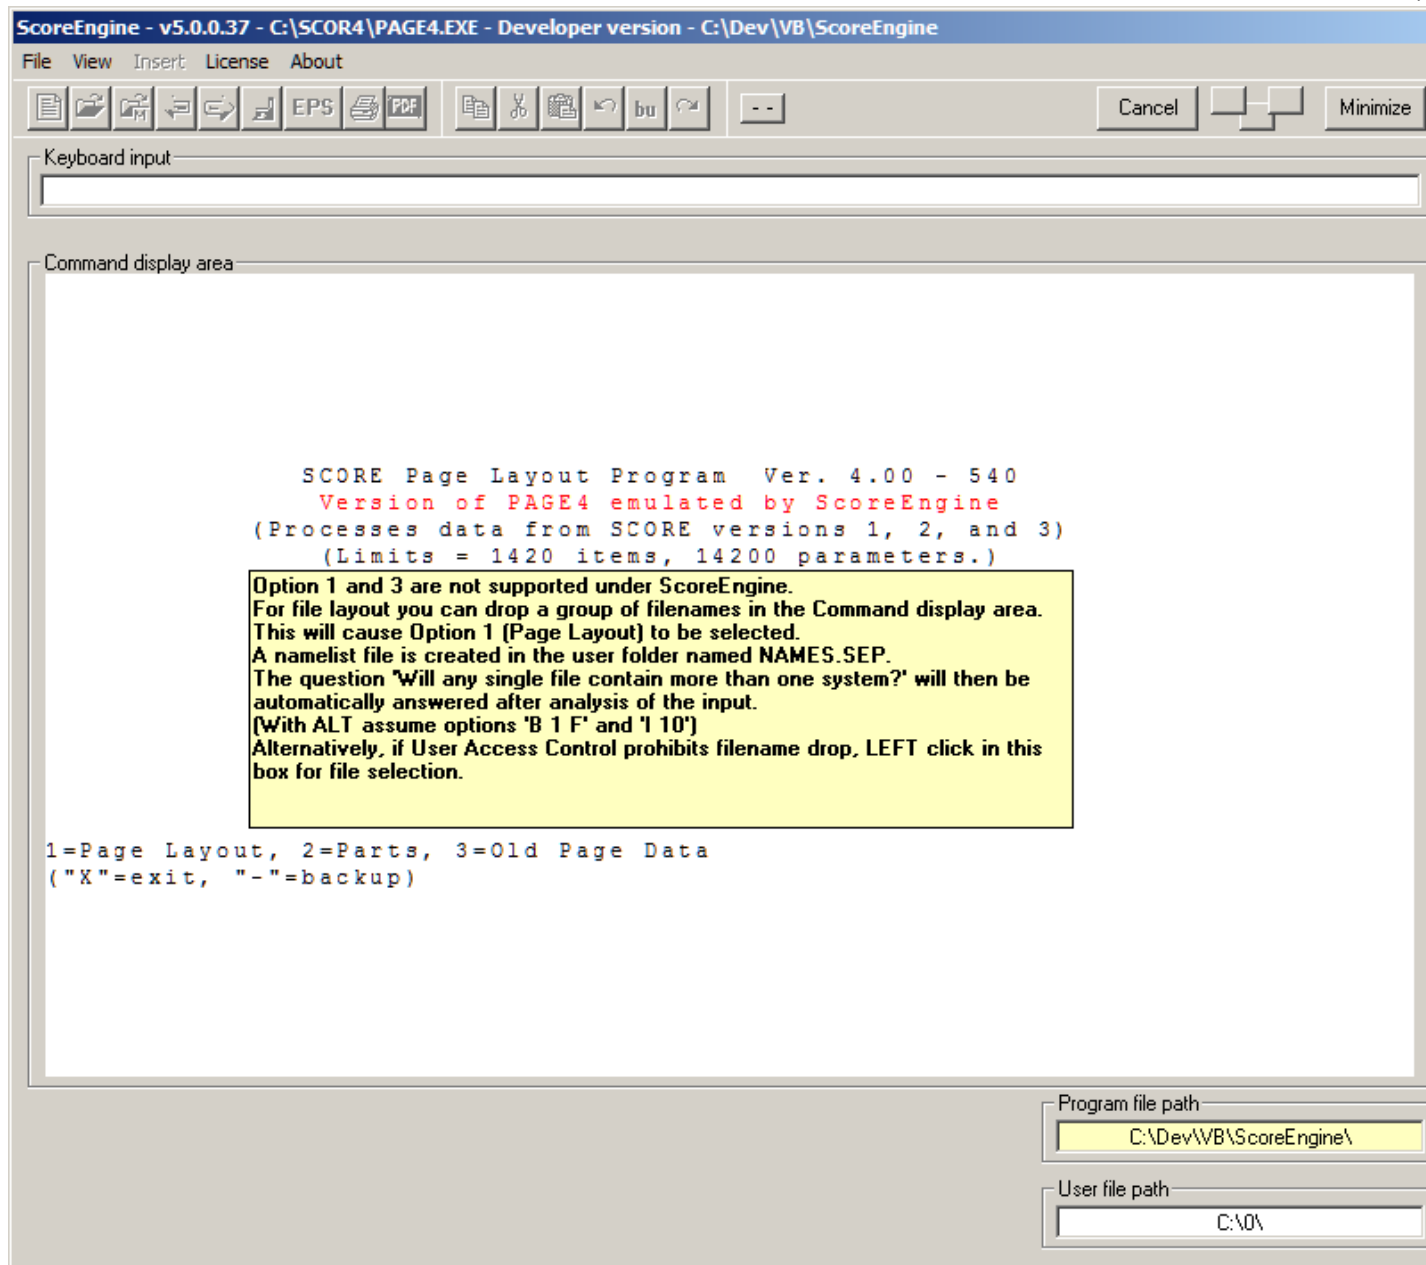 ScoreEngine - v5.0.0.37 - C:\SCOR4\PAGE4.EXE - Developer version - C:\Dev\VB\ScoreEngine
File View Insert License About
M EPS PDF bu - - Cancel Minimize
Keyboard input
Command display area
SCORE Page Layout Program Ver. 4.00 - 540
Version of PAGE4 emulated by ScoreEngine
(Processes data from SCORE versions 1, 2, and 3)
(Limits = 1420 items, 14200 parameters.)
Option 1 and 3 are not supported under ScoreEngine.
For file layout you can drop a group of filenames in the Command display area.
This will cause Option 1 (Page Layout) to be selected.
A namelist file is created in the user folder named NAMES.SEP.
The question 'Will any single file contain more than one system?' will then be
automatically answered after analysis of the input.
(With ALT assume options 'B 1 F' and 'I 10')
Alternatively, if User Access Control prohibits filename drop, LEFT click in this
box for file selection.
1=Page Layout, 2=Parts, 3=Old Page Data
("X"=exit, "-"=backup)
Program file path
C:\Dev\VB\ScoreEngine\
User file path
C:\0\